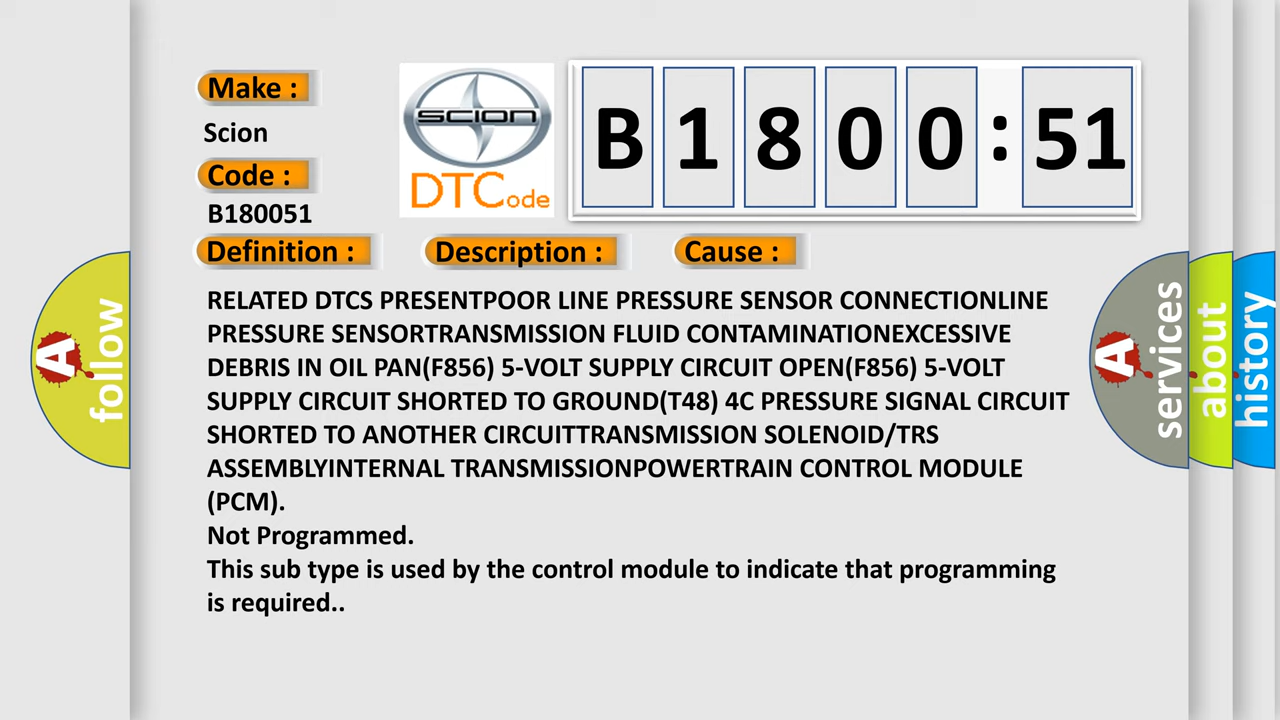 Make :
Scion
Code :
B180051
SCION
DTCode
B 1 8 0 0 : 51
Definition :
Description :
Cause :
RELATED DTCS PRESENTPOOR LINE PRESSURE SENSOR CONNECTIONLINE
PRESSURE SENSORTRANSMISSION FLUID CONTAMINATIONEXCESSIVE
DEBRIS IN OIL PAN(F856) 5-VOLT SUPPLY CIRCUIT OPEN(F856) 5-VOLT
SUPPLY CIRCUIT SHORTED TO GROUND(T48) 4C PRESSURE SIGNAL CIRCUIT
SHORTED TO ANOTHER CIRCUITTRANSMISSION SOLENOID/TRS
ASSEMBLYINTERNAL TRANSMISSIONPOWERTRAIN CONTROL MODULE
(PCM).
Not Programmed.
This sub type is used by the control module to indicate that programming
is required..
A follow
A services
about
history